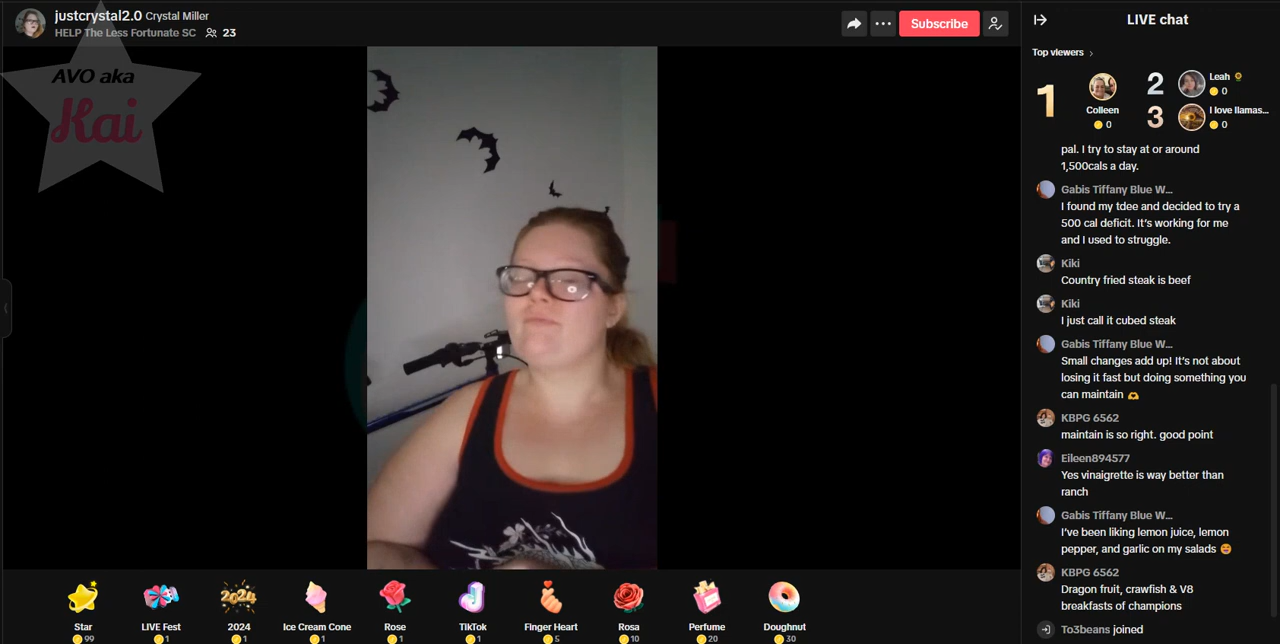 justcrystal2.0 Crystal Miller
HELP The Less Fortunate SC 23
Subscribe
AVO aka
Kai
LIVE chat
Top viewers
1
Colleen
0
2
Leah
0
3
I love llamas...
0
pal. I try to stay at or around
1,500cals a day.
Gabis Tiffany Blue W...
I found my tdee and decided to try a
500 cal deficit. It's working for me
and I used to struggle.
Kiki
Country fried steak is beef
Kiki
I just call it cubed steak
Gabis Tiffany Blue W...
Small changes add up! It's not about
losing it fast but doing something you
can maintain
KBPG 6562
maintain is so right. good point
Eileen894577
Yes vinaigrette is way better than
ranch
Gabis Tiffany Blue W...
I've been liking lemon juice, lemon
pepper, and garlic on my salads
KBPG 6562
Dragon fruit, crawfish & V8
breakfasts of champions
To3beans joined
2024
Star
99
LIVE Fest
1
2024
1
Ice Cream Cone
1
Rose
1
TikTok
1
Finger Heart
5
Rosa
10
Perfume
20
Doughnut
30